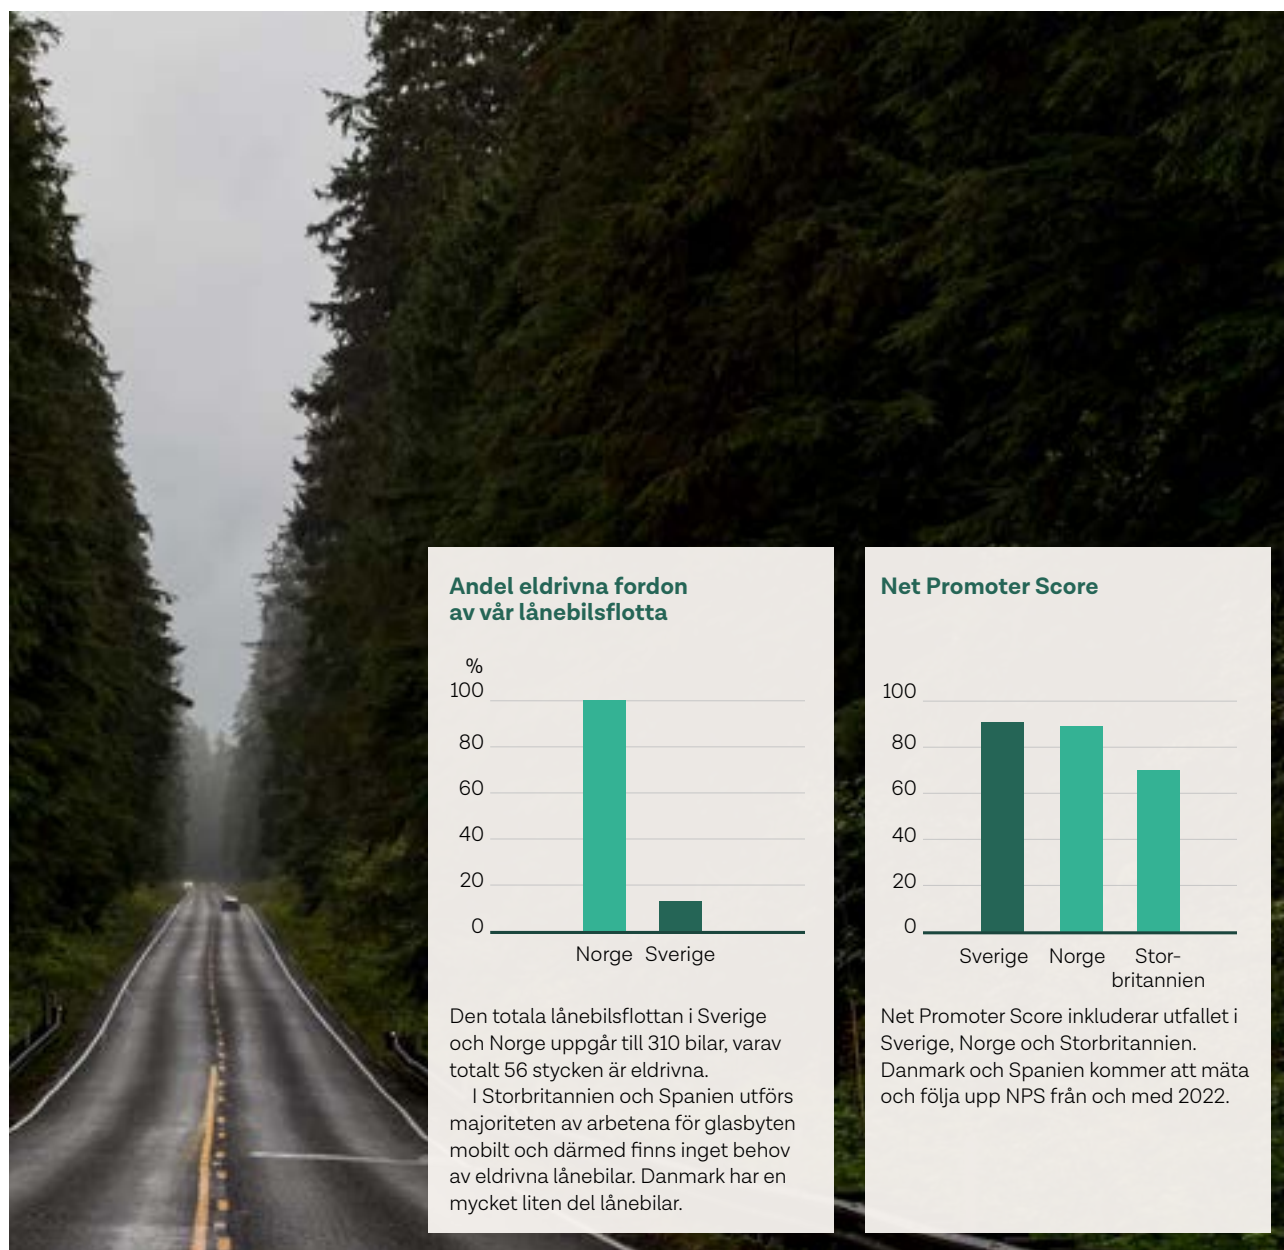 Andel eldrivna fordon
av vår lånebilsflotta
%
100
80
60
40
20
0
Norge Sverige
Den totala lånebilsflottan i Sverige
och Norge uppgår till 310 bilar, varav
totalt 56 stycken är eldrivna.
I Storbritannien och Spanien utförs
majoriteten av arbetena för glasbyten
mobilt och därmed finns inget behov
av eldrivna lånebilar. Danmark har en
mycket liten del lånebilar.
Net Promoter Score
100
80
60
40
20
0
Sverige Norge Stor-
britannien
Net Promoter Score inkluderar utfallet i
Sverige, Norge och Storbritannien.
Danmark och Spanien kommer att mäta
och följa upp NPS från och med 2022.